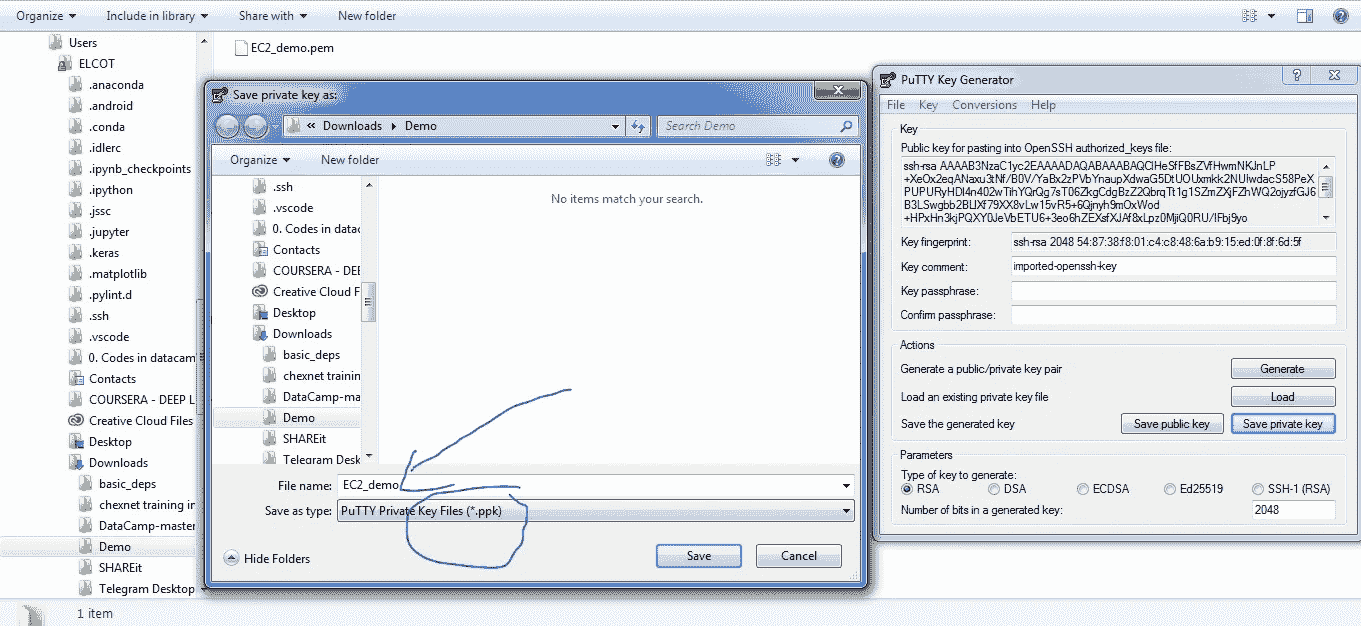 Organize Include in library Share with New folder
Users
ELCOT
.anaconda
.android
.conda
.idlerc
.ipynb_checkpoints
.ipython
.jssc
.jupyter
.keras
.matplotlib
.pylint.d
.ssh
.vscode
0. Codes in datacam
Contacts
COURSERA - DEEP L
Creative Cloud Files
Desktop
Downloads
basic_deps
chexnet training in
DataCamp-master
Demo
SHAREit
Telegram Desktop
1 item
EC2_demo.pem
Save private key as:
« Downloads Demo
Search Demo
Organize New folder
.ssh
.vscode
0. Codes in datac
Contacts
COURSERA - DEE
Creative Cloud F
Desktop
Downloads
basic_deps
chexnet trainin
DataCamp-ma
Demo
SHAREit
Telegram Desk
No items match your search.
File name: EC2_demo
Save as type: PuTTY Private Key Files (*.ppk)
Hide Folders
Save Cancel
PuTTY Key Generator
File Key Conversions Help
Key
Public key for pasting into OpenSSH authorized_keys file:
ssh-rsa
Key fingerprint: ssh-rsa 2048 54:87:38:f8:01:c4:c8:48:6a:b9:15:ed:0f:8f:6d:5f
Key comment: imported-openssh-key
Key passphrase:
Confirm passphrase:
Actions
Generate a public/private key pair Generate
Load an existing private key file Load
Save the generated key Save public key Save private key
Parameters
Type of key to generate:
RSA DSA ECDSA Ed25519 SSH-1 (RSA)
Number of bits in a generated key: 2048